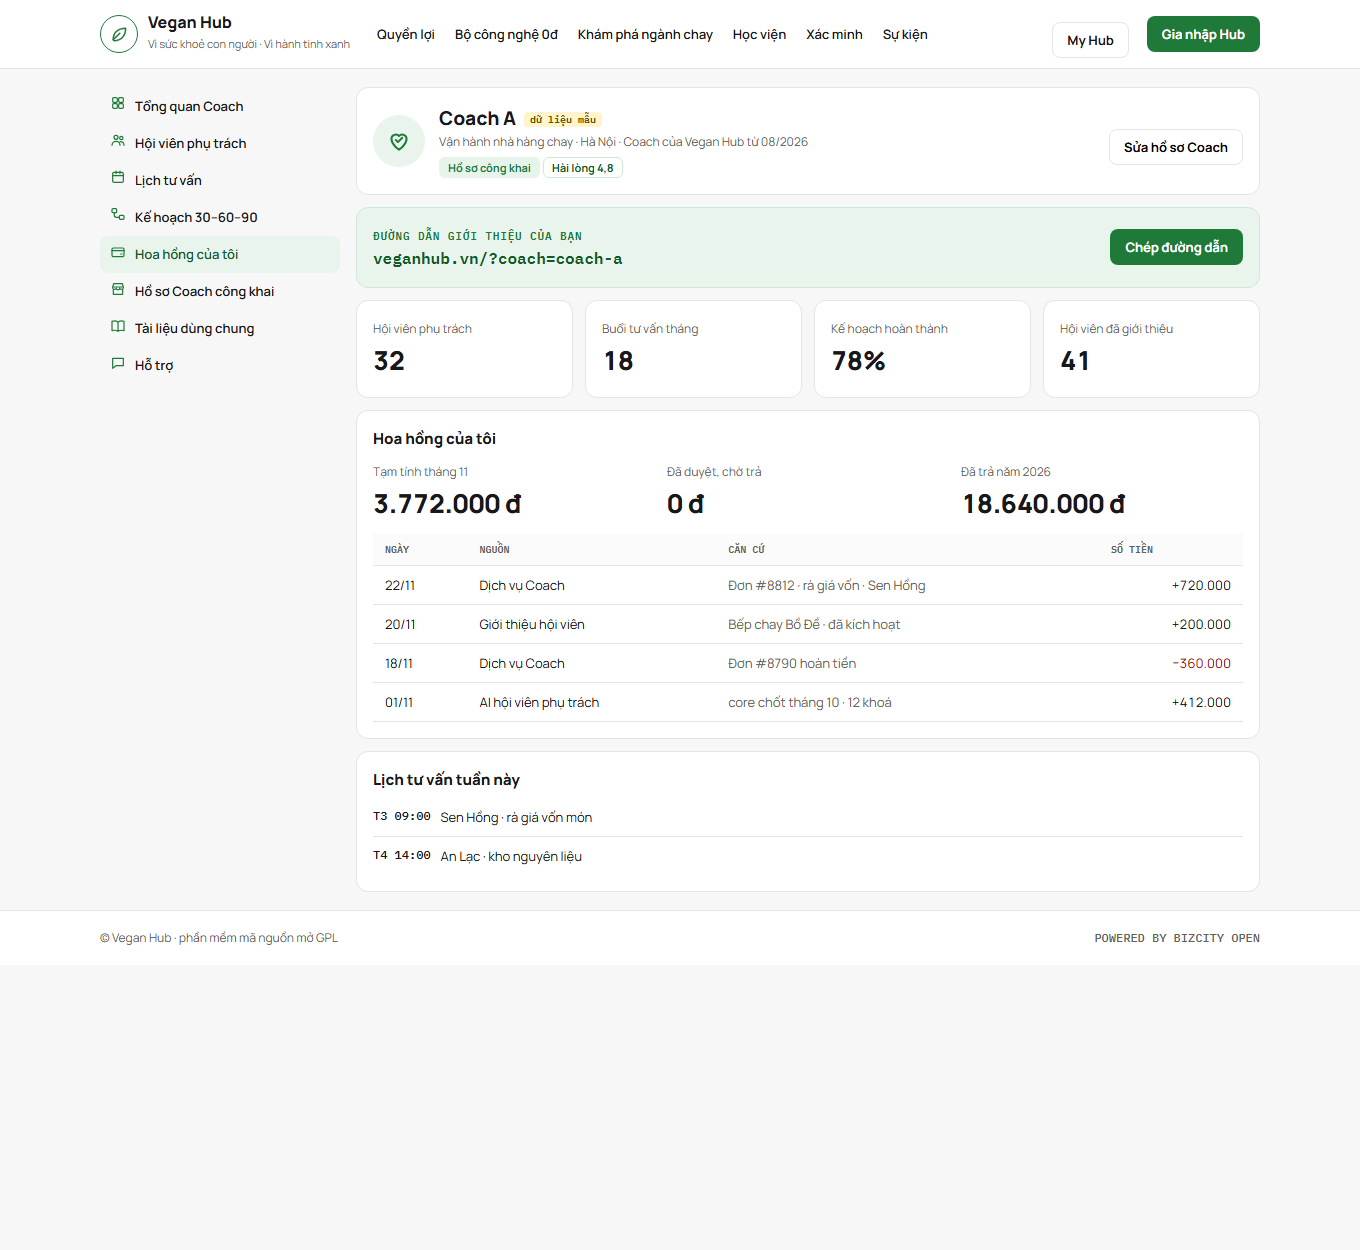 Vegan Hub
Vì sức khoẻ con người · Vì hành tinh xanh
Quyền lợi
Bộ công nghệ 0đ
Khám phá ngành chay
Học viện
Xác minh
Sự kiện
My Hub
Gia nhập Hub
Tổng quan Coach
Hội viên phụ trách
Lịch tư vấn
Kế hoạch 30–60–90
Hoa hồng của tôi
Hồ sơ Coach công khai
Tài liệu dùng chung
Hỗ trợ
Coach A dữ liệu mẫu
Vận hành nhà hàng chay · Hà Nội · Coach của Vegan Hub từ 08/2026
Hồ sơ công khai Hài lòng 4,8
Sửa hồ sơ Coach
ĐƯỜNG DẪN GIỚI THIỆU CỦA BẠN
veganhub.vn/?coach=coach-a
Chép đường dẫn
Hội viên phụ trách
32
Buổi tư vấn tháng
18
Kế hoạch hoàn thành
78%
Hội viên đã giới thiệu
41
Hoa hồng của tôi
Tạm tính tháng 11
3.772.000 đ
Đã duyệt, chờ trả
0 đ
Đã trả năm 2026
18.640.000 đ
NGÀY NGUỒN CĂN CỨ SỐ TIỀN
22/11 Dịch vụ Coach Đơn #8812 · rà giá vốn · Sen Hồng +720.000
20/11 Giới thiệu hội viên Bếp chay Bồ Đề · đã kích hoạt +200.000
18/11 Dịch vụ Coach Đơn #8790 hoàn tiền −360.000
01/11 AI hội viên phụ trách core chốt tháng 10 · 12 khoá +412.000
Lịch tư vấn tuần này
T3 09:00 Sen Hồng · rà giá vốn món
T4 14:00 An Lạc · kho nguyên liệu
© Vegan Hub · phần mềm mã nguồn mở GPL
POWERED BY BIZCITY OPEN